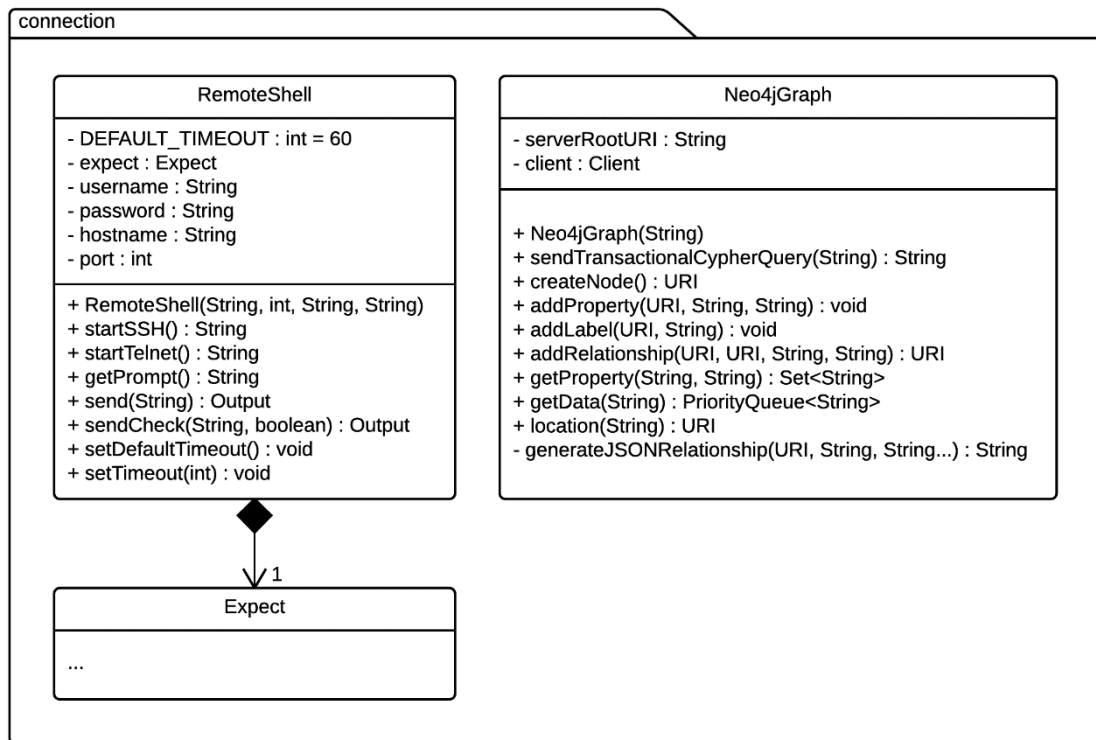 connection
RemoteShell
- DEFAULT_TIMEOUT : int = 60
- expect : Expect
- username : String
- password : String
- hostname : String
- port : int
+ RemoteShell(String, int, String, String)
+ startSSH() : String
+ startTelnet() : String
+ getPrompt() : String
+ send(String) : Output
+ sendCheck(String, boolean) : Output
+ setDefaultTimeout() : void
+ setTimeout(int) : void
Neo4jGraph
- serverRootURI : String
- client : Client
+ Neo4jGraph(String)
+ sendTransactionalCypherQuery(String) : String
+ createNode() : URI
+ addProperty(URI, String, String) : void
+ addLabel(URI, String) : void
+ addRelationship(URI, URI, String, String) : URI
+ getProperty(String, String) : Set<String>
+ getData(String) : PriorityQueue<String>
+ location(String) : URI
- generateJSONRelationship(URI, String, String...) : String
1
Expect
...